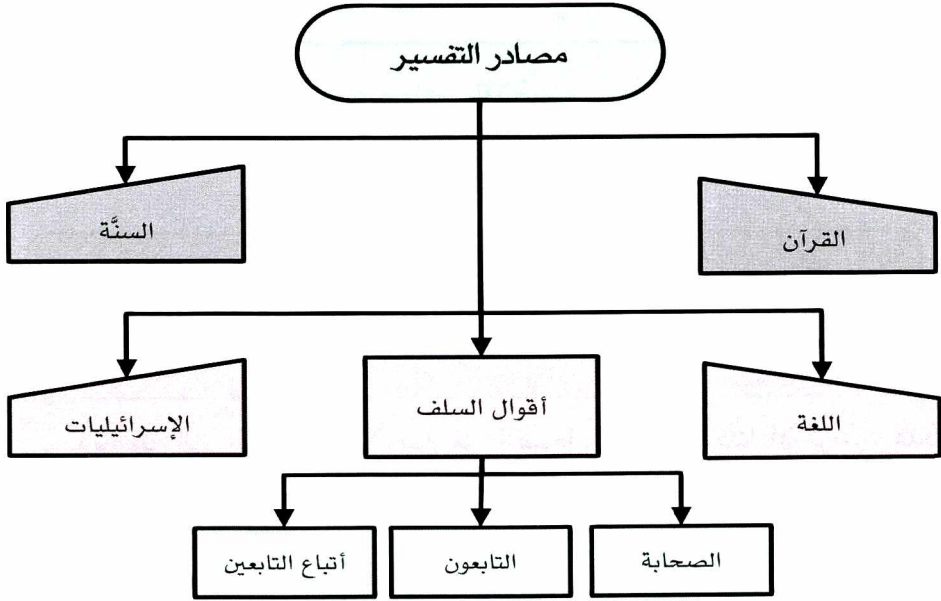 مصادر التفسير
القرآن
السنَّة
اللغة
أقوال السلف
الإسرائيليات
الصحابة
التابعون
أتباع التابعين